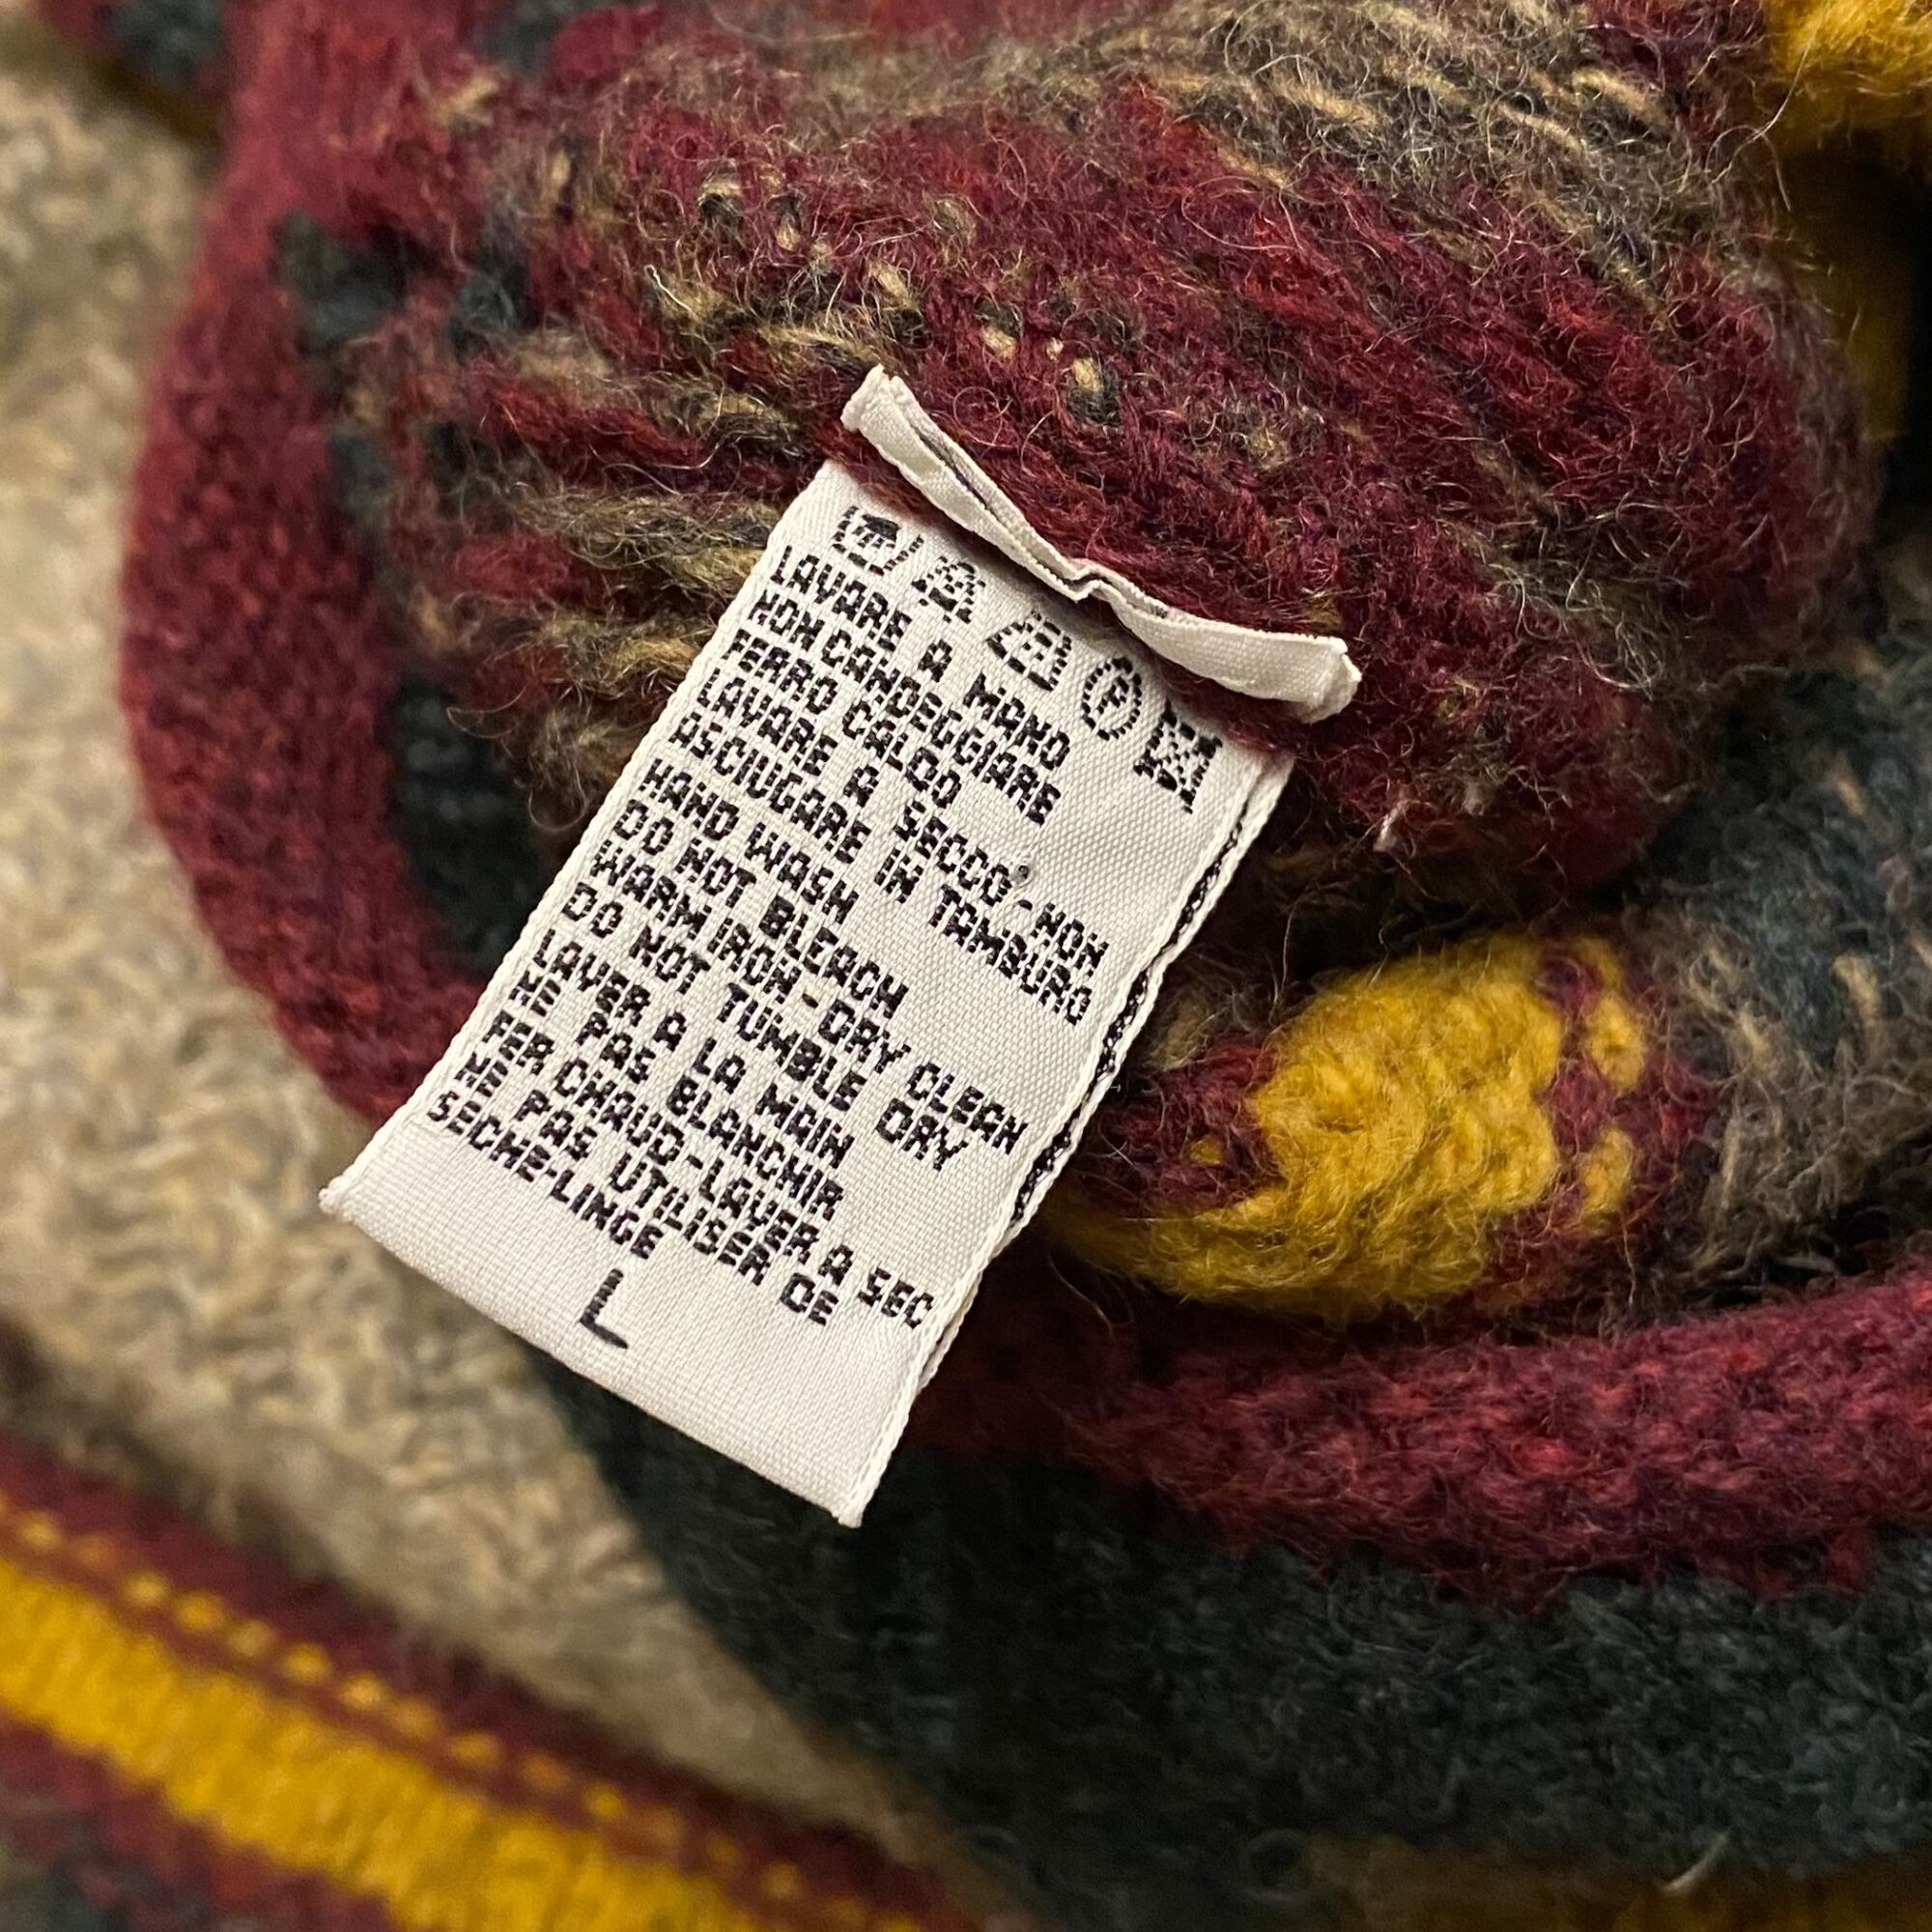 LAVARE A MANO
NON CANDEGGIARE
FERRO CALDO
LAVARE A SECCO-NON
ASCIUGARE IN TAMBURO
HAND WASH
DO NOT BLEACH
WARM IRON-DRY CLEAN
DO NOT TUMBLE DRY
LAVER A LA MAIN
NE PAS BLANCHIR
FER CHAUD-LAVER A SEC
NE PAS UTILISER DE
SECHE-LINGE
L